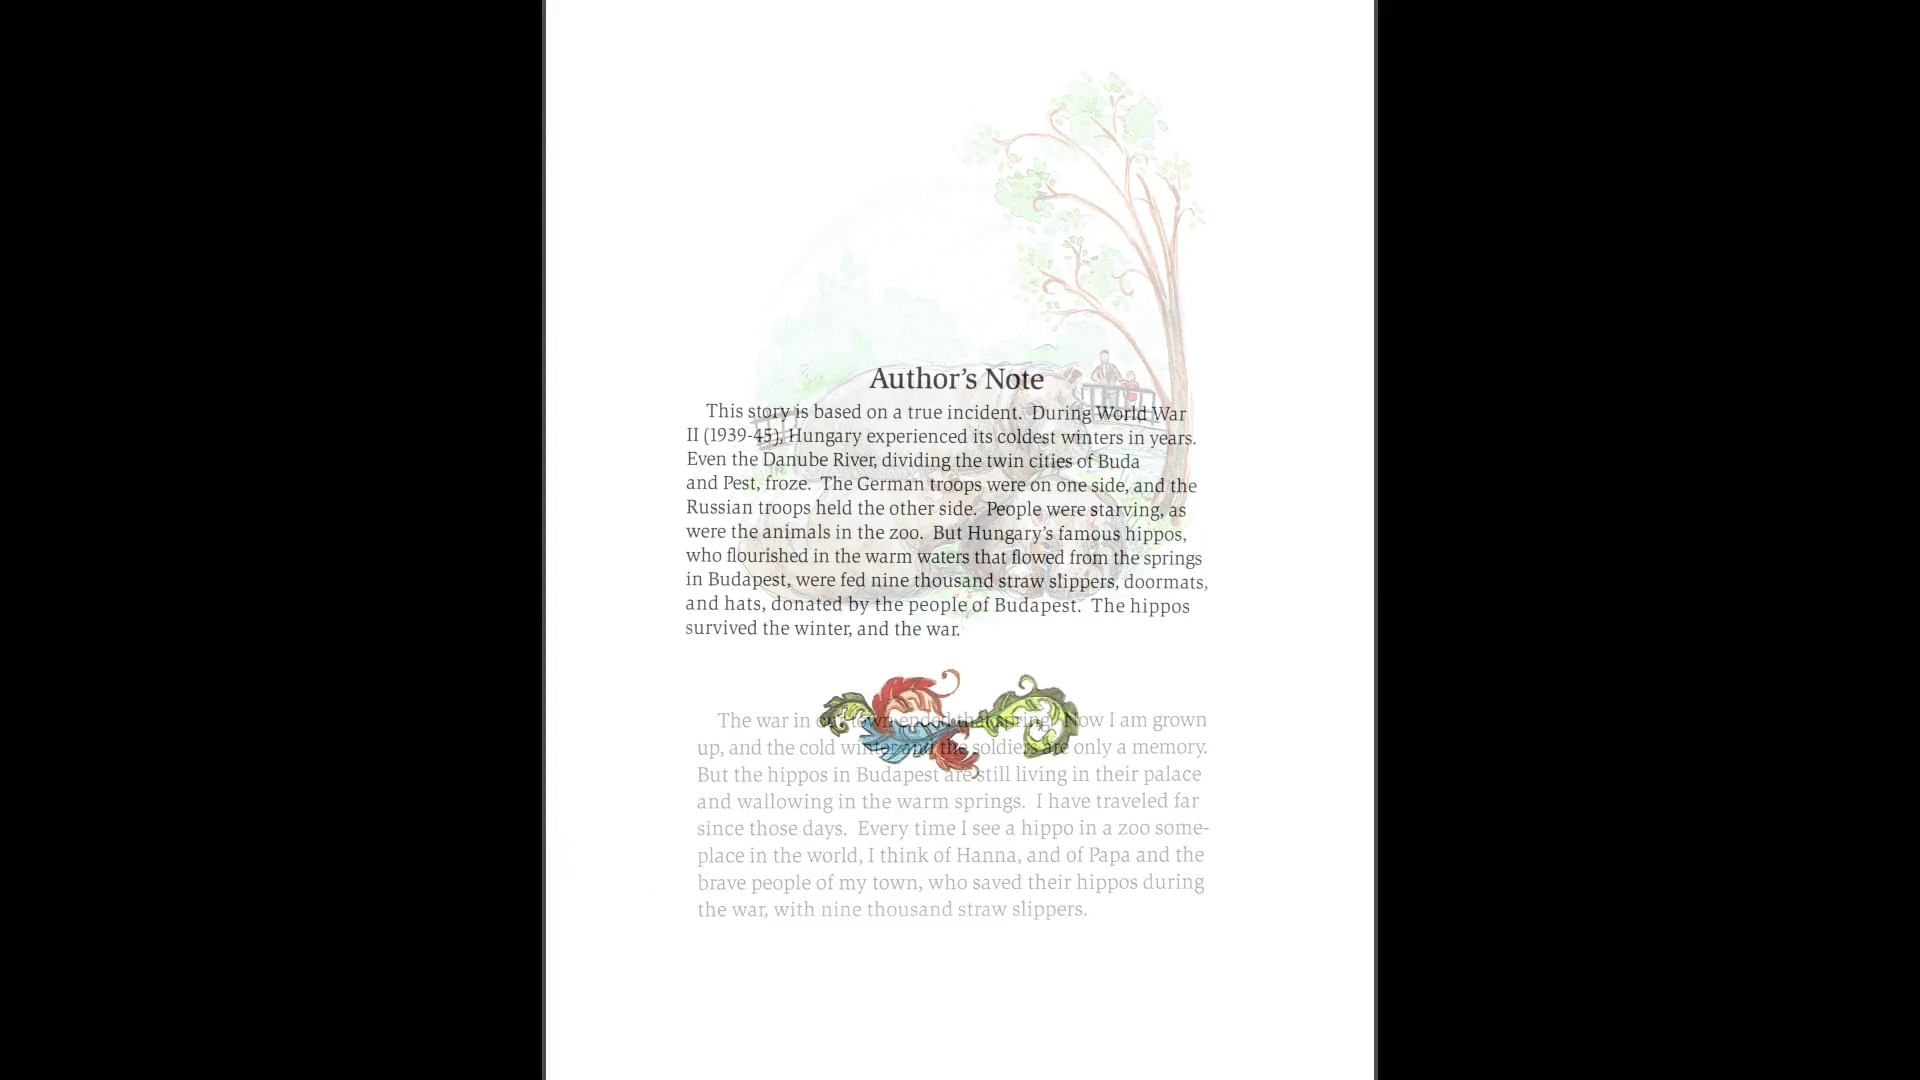 Author's Note
This story is based on a true incident. During World War
II (1939-45), Hungary experienced its coldest winters in years.
Even the Danube River, dividing the twin cities of Buda
and Pest, froze. The German troops were on one side, and the
Russian troops held the other side. People were starving, as
were the animals in the zoo. But Hungary's famous hippos,
who flourished in the warm waters that flowed from the springs
in Budapest, were fed nine thousand straw slippers, doormats,
and hats, donated by the people of Budapest. The hippos
survived the winter, and the war.
The war in our town ended that spring. Now I am grown
up, and the cold winter and the soldiers are only a memory.
But the hippos in Budapest are still living in their palace
and wallowing in the warm springs. I have traveled far
since those days. Every time I see a hippo in a zoo some-
place in the world, I think of Hanna, and of Papa and the
brave people of my town, who saved their hippos during
the war, with nine thousand straw slippers.